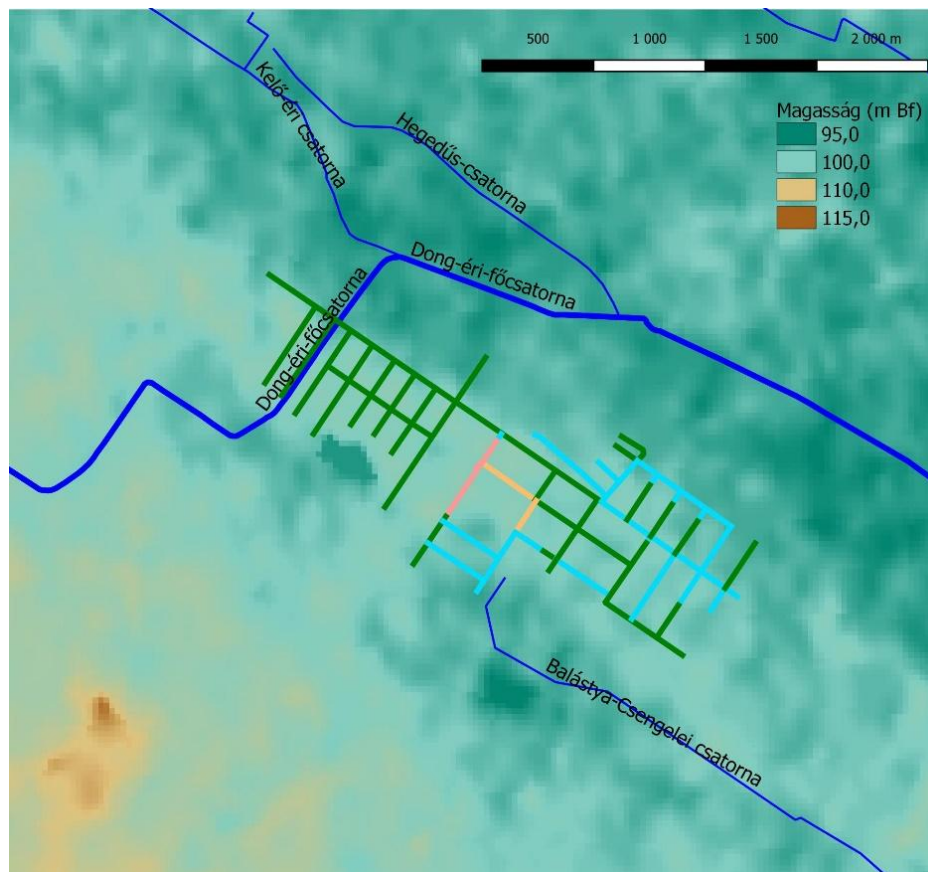 500 1 000 1 500 2 000 m
Magasság (m Bf)
95,0
100,0
110,0
115,0
Kelő-éri csatorna
Hegedűs-csatorna
Dong-éri-főcsatorna
Dong-éri-főcsatorna
Balástya-Csengelei csatorna